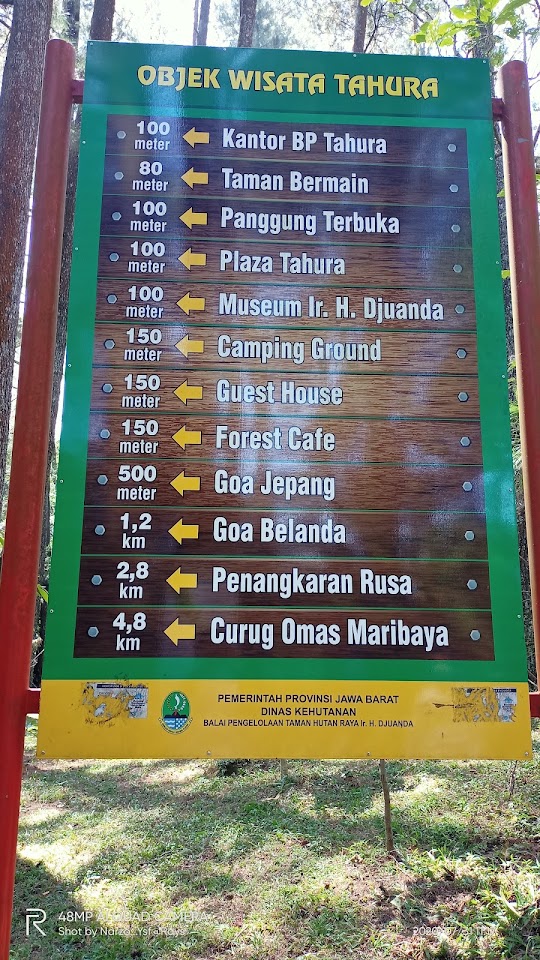 OBJEK WISATA TAHURA
100 meter Kantor BP Tahura
80 meter Taman Bermain
100 meter Panggung Terbuka
100 meter Plaza Tahura
100 meter Museum Ir. H. Djuanda
150 meter Camping Ground
150 meter Guest House
150 meter Forest Cafe
500 meter Goa Jepang
1,2 km Goa Belanda
2,8 km Penangkaran Rusa
4,8 km Curug Omas Maribaya
PEMERINTAH PROVINSI JAWA BARAT
DINAS KEHUTANAN
BALAI PENGELOLAAN TAMAN HUTAN RAYA Ir. H. DJUANDA
48MP
CAMERA
Shot by